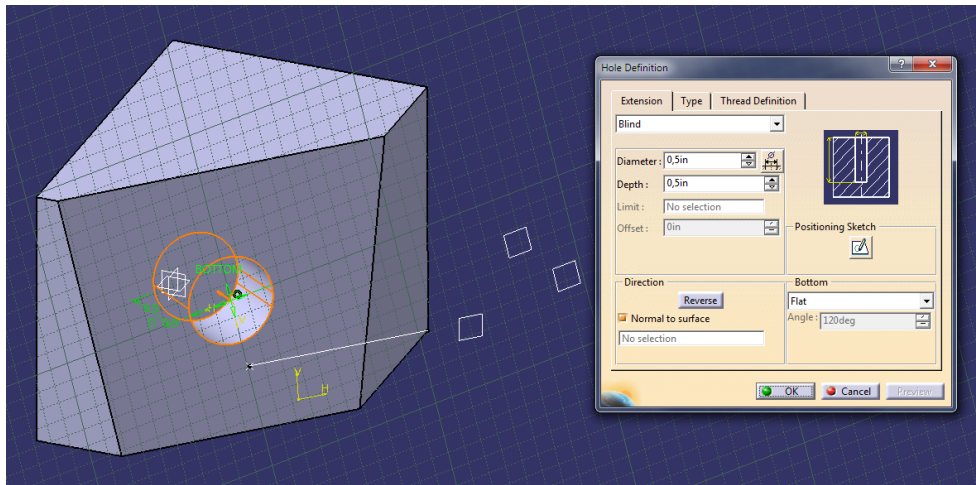 Hole Definition
Extension Type Thread Definition
Blind
Diameter : 0,5in
Depth : 0,5in
Limit : No selection
Offset : 0in
Positioning Sketch
Direction
Reverse
Normal to surface
No selection
Bottom
Flat
Angle : 120deg
OK Cancel Preview
BOTTOM
V
H